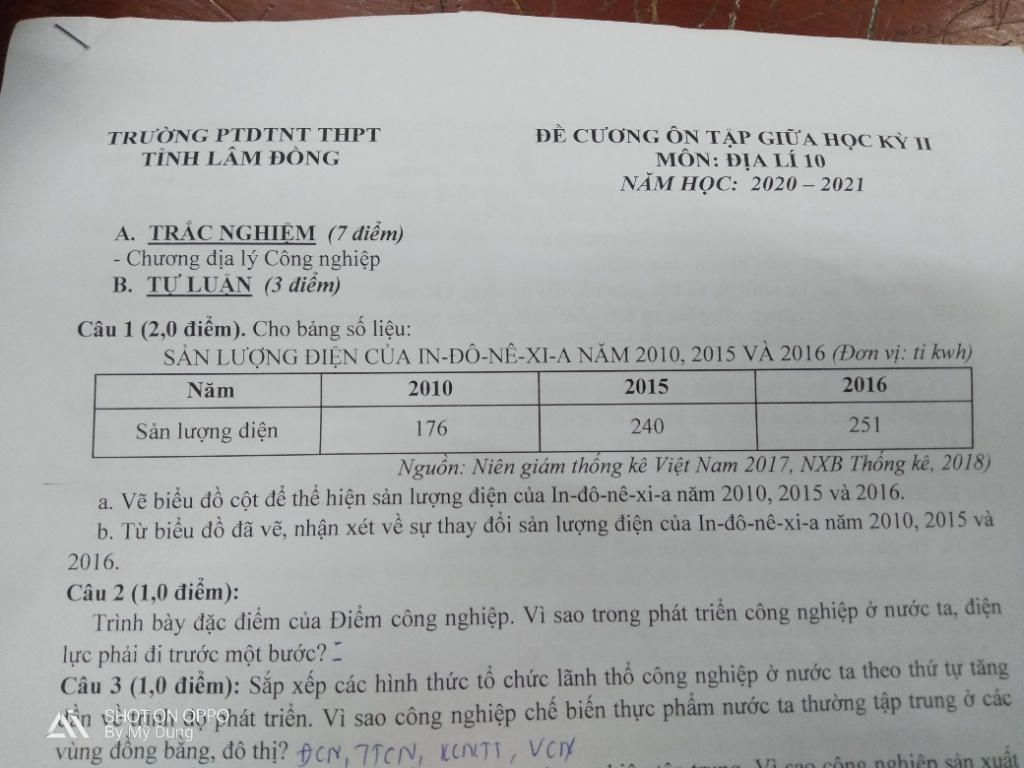 TRƯỜNG PTDTNT THPT
TỈNH LÂM ĐỒNG
ĐỀ CƯƠNG ÔN TẬP GIỮA HỌC KỲ II
MÔN: ĐỊA LÍ 10
NĂM HỌC: 2020 – 2021
A. TRẮC NGHIỆM (7 điểm)
- Chương địa lý Công nghiệp
B. TỰ LUẬN (3 điểm)
Câu 1 (2,0 điểm). Cho bảng số liệu:
SẢN LƯỢNG ĐIỆN CỦA IN-ĐÔ-NÊ-XI-A NĂM 2010, 2015 VÀ 2016 (Đơn vị: tỉ kwh)
Năm 2010 2015 2016
Sản lượng điện 176 240 251
Nguồn: Niên giám thống kê Việt Nam 2017, NXB Thống kê, 2018)
a. Vẽ biểu đồ cột để thể hiện sản lượng điện của In-đô-nê-xi-a năm 2010, 2015 và 2016.
b. Từ biểu đồ đã vẽ, nhận xét về sự thay đổi sản lượng điện của In-đô-nê-xi-a năm 2010, 2015 và
2016.
Câu 2 (1,0 điểm):
Trình bày đặc điểm của Điểm công nghiệp. Vì sao trong phát triển công nghiệp ở nước ta, điện
lực phải đi trước một bước?
Câu 3 (1,0 điểm): Sắp xếp các hình thức tổ chức lãnh thổ công nghiệp ở nước ta theo thứ tự tăng
về trình độ phát triển. Vì sao công nghiệp chế biến thực phẩm nước ta thường tập trung ở các
SHOT ON OPPO
By My Dung
vùng đồng bằng, đô thị? ĐCN, TTCN, KCNTT, VCN
Vì sao công nghiệp sản xuất